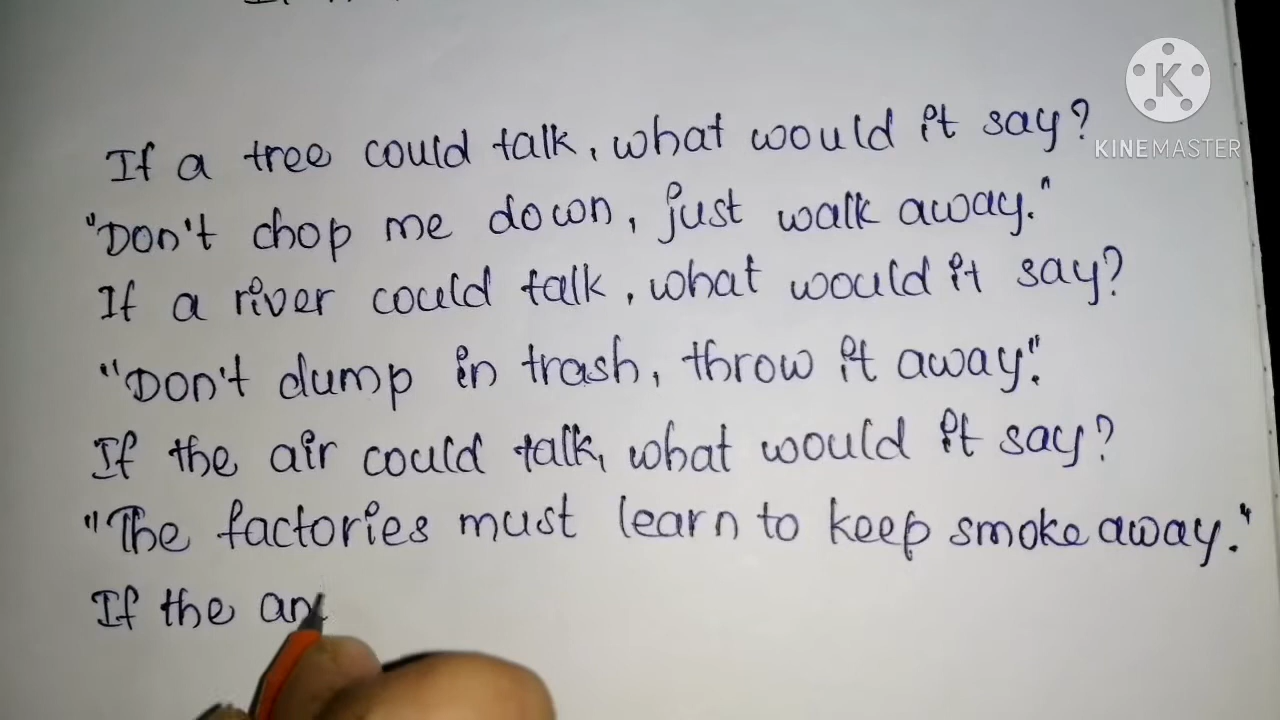 If a tree could talk, what would it say?
"Don't chop me down, just walk away."
If a river could talk, what would it say?
"Don't dump in trash, throw it away".
If the air could talk, what would it say?
"The factories must learn to keep smoke away."
If the an
K
KINEMASTER